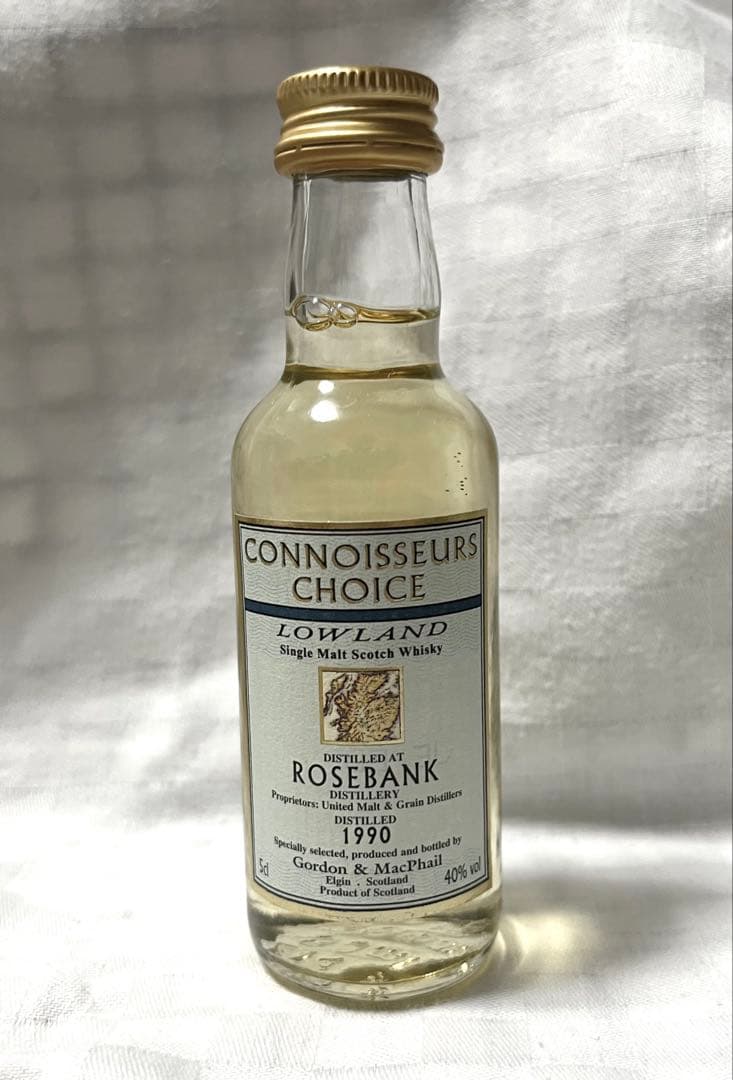 CONNOISSEURS
CHOICE
LOWLAND
Single Malt Scotch Whisky
DISTILLED AT
ROSEBANK
DISTILLERY
Proprietors: United Malt & Grain Distillers
DISTILLED
1990
Specially selected, produced and bottled by
Gordon & MacPhail
5cl
Elgin . Scotland
40% vol
Product of Scotland